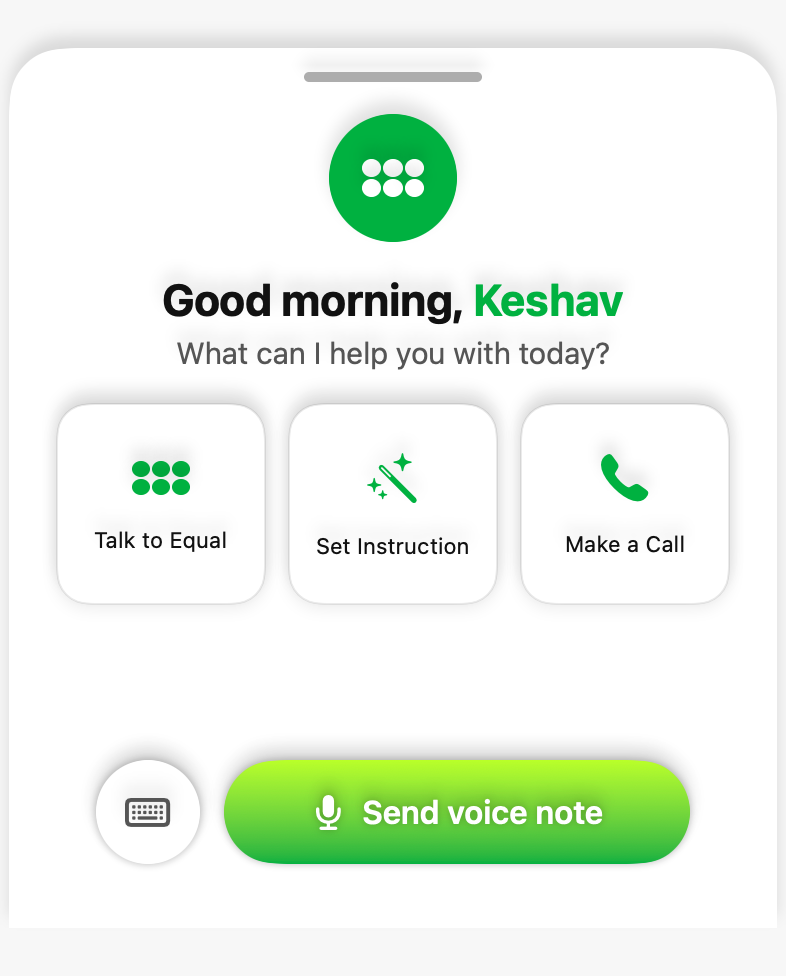 Good morning, Keshav
What can I help you with today?
Talk to Equal
Set Instruction
Make a Call
Send voice note